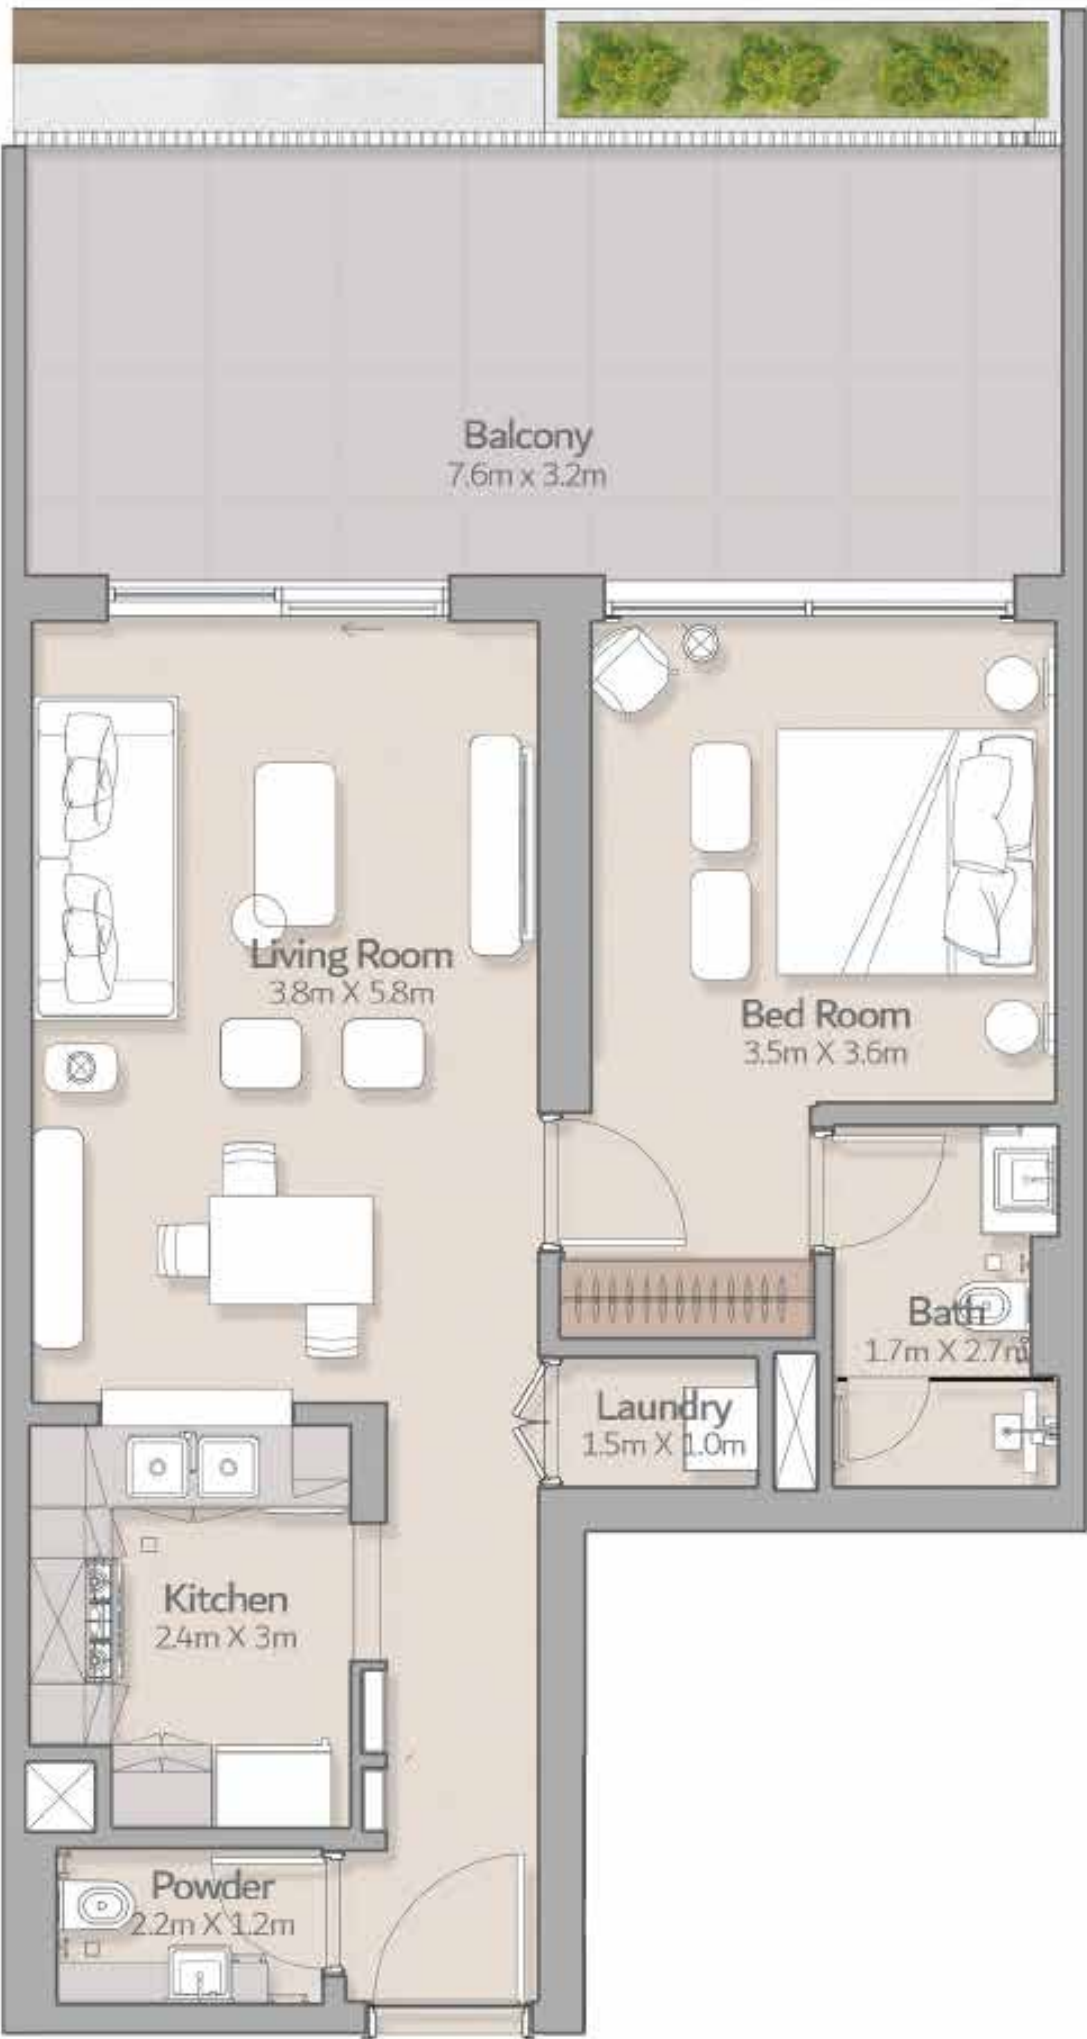 Balcony
7.6m x 3.2m
Living Room
3.8m X 5.8m
Bed Room
3.5m X 3.6m
Bath
1.7m X 2.7m
Laundry
1.5m X 1.0m
Kitchen
2.4m X 3m
Powder
2.2m X 1.2m